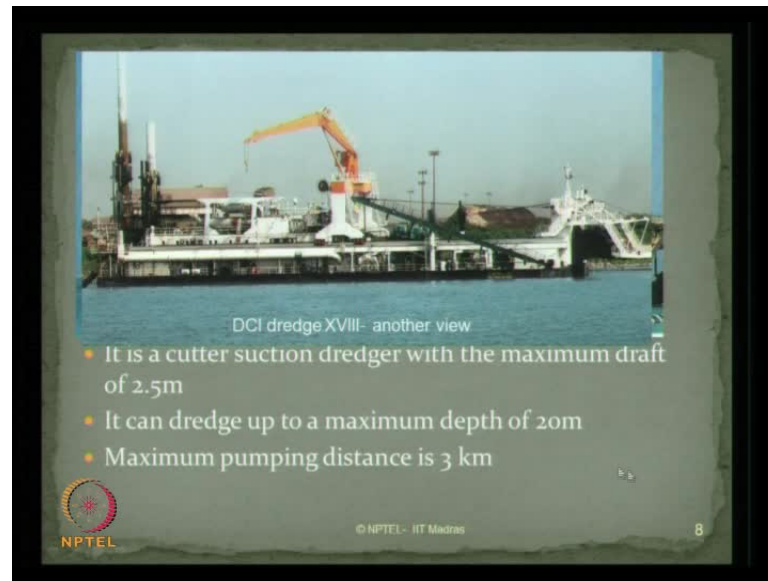 DCI dredge XVIII- another view
• It is a cutter suction dredger with the maximum draft
of 2.5m
• It can dredge up to a maximum depth of 20m
• Maximum pumping distance is 3 km
NPTEL
© NPTEL- IIT Madras
8